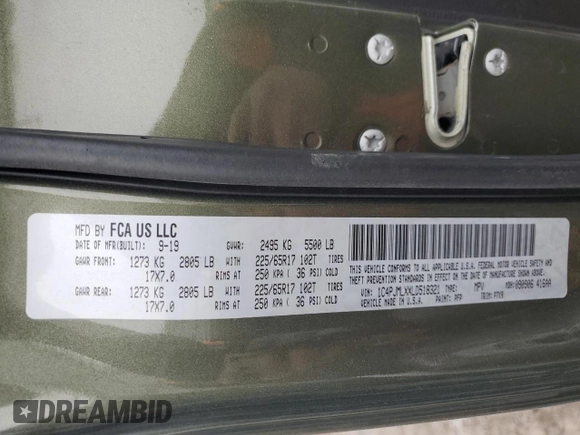 MFD BY FCA US LLC
DATE OF MFR(BUILT): 9-19 GVWR: 2495 KG 5500 LB
GAWR FRONT: 1273 KG 2805 LB WITH 225/65R17 102T TIRES
17X7.0 RIMS AT 250 KPA ( 36 PSI) COLD
GAWR REAR: 1273 KG 2805 LB WITH 225/65R17 102T TIRES
17X7.0 RIMS AT 250 KPA ( 36 PSI) COLD
THIS VEHICLE CONFORMS TO ALL APPLICABLE FEDERAL MOTOR VEHICLE SAFETY AND
THEFT PREVENTION STANDARDS IN EFFECT ON THE DATE OF MANUFACTURE SHOWN ABOVE.
VIN: TYPE: MPV MDH:
VEHICLE MADE IN U.S.A. PAINT: TRIM:
DREAMBID